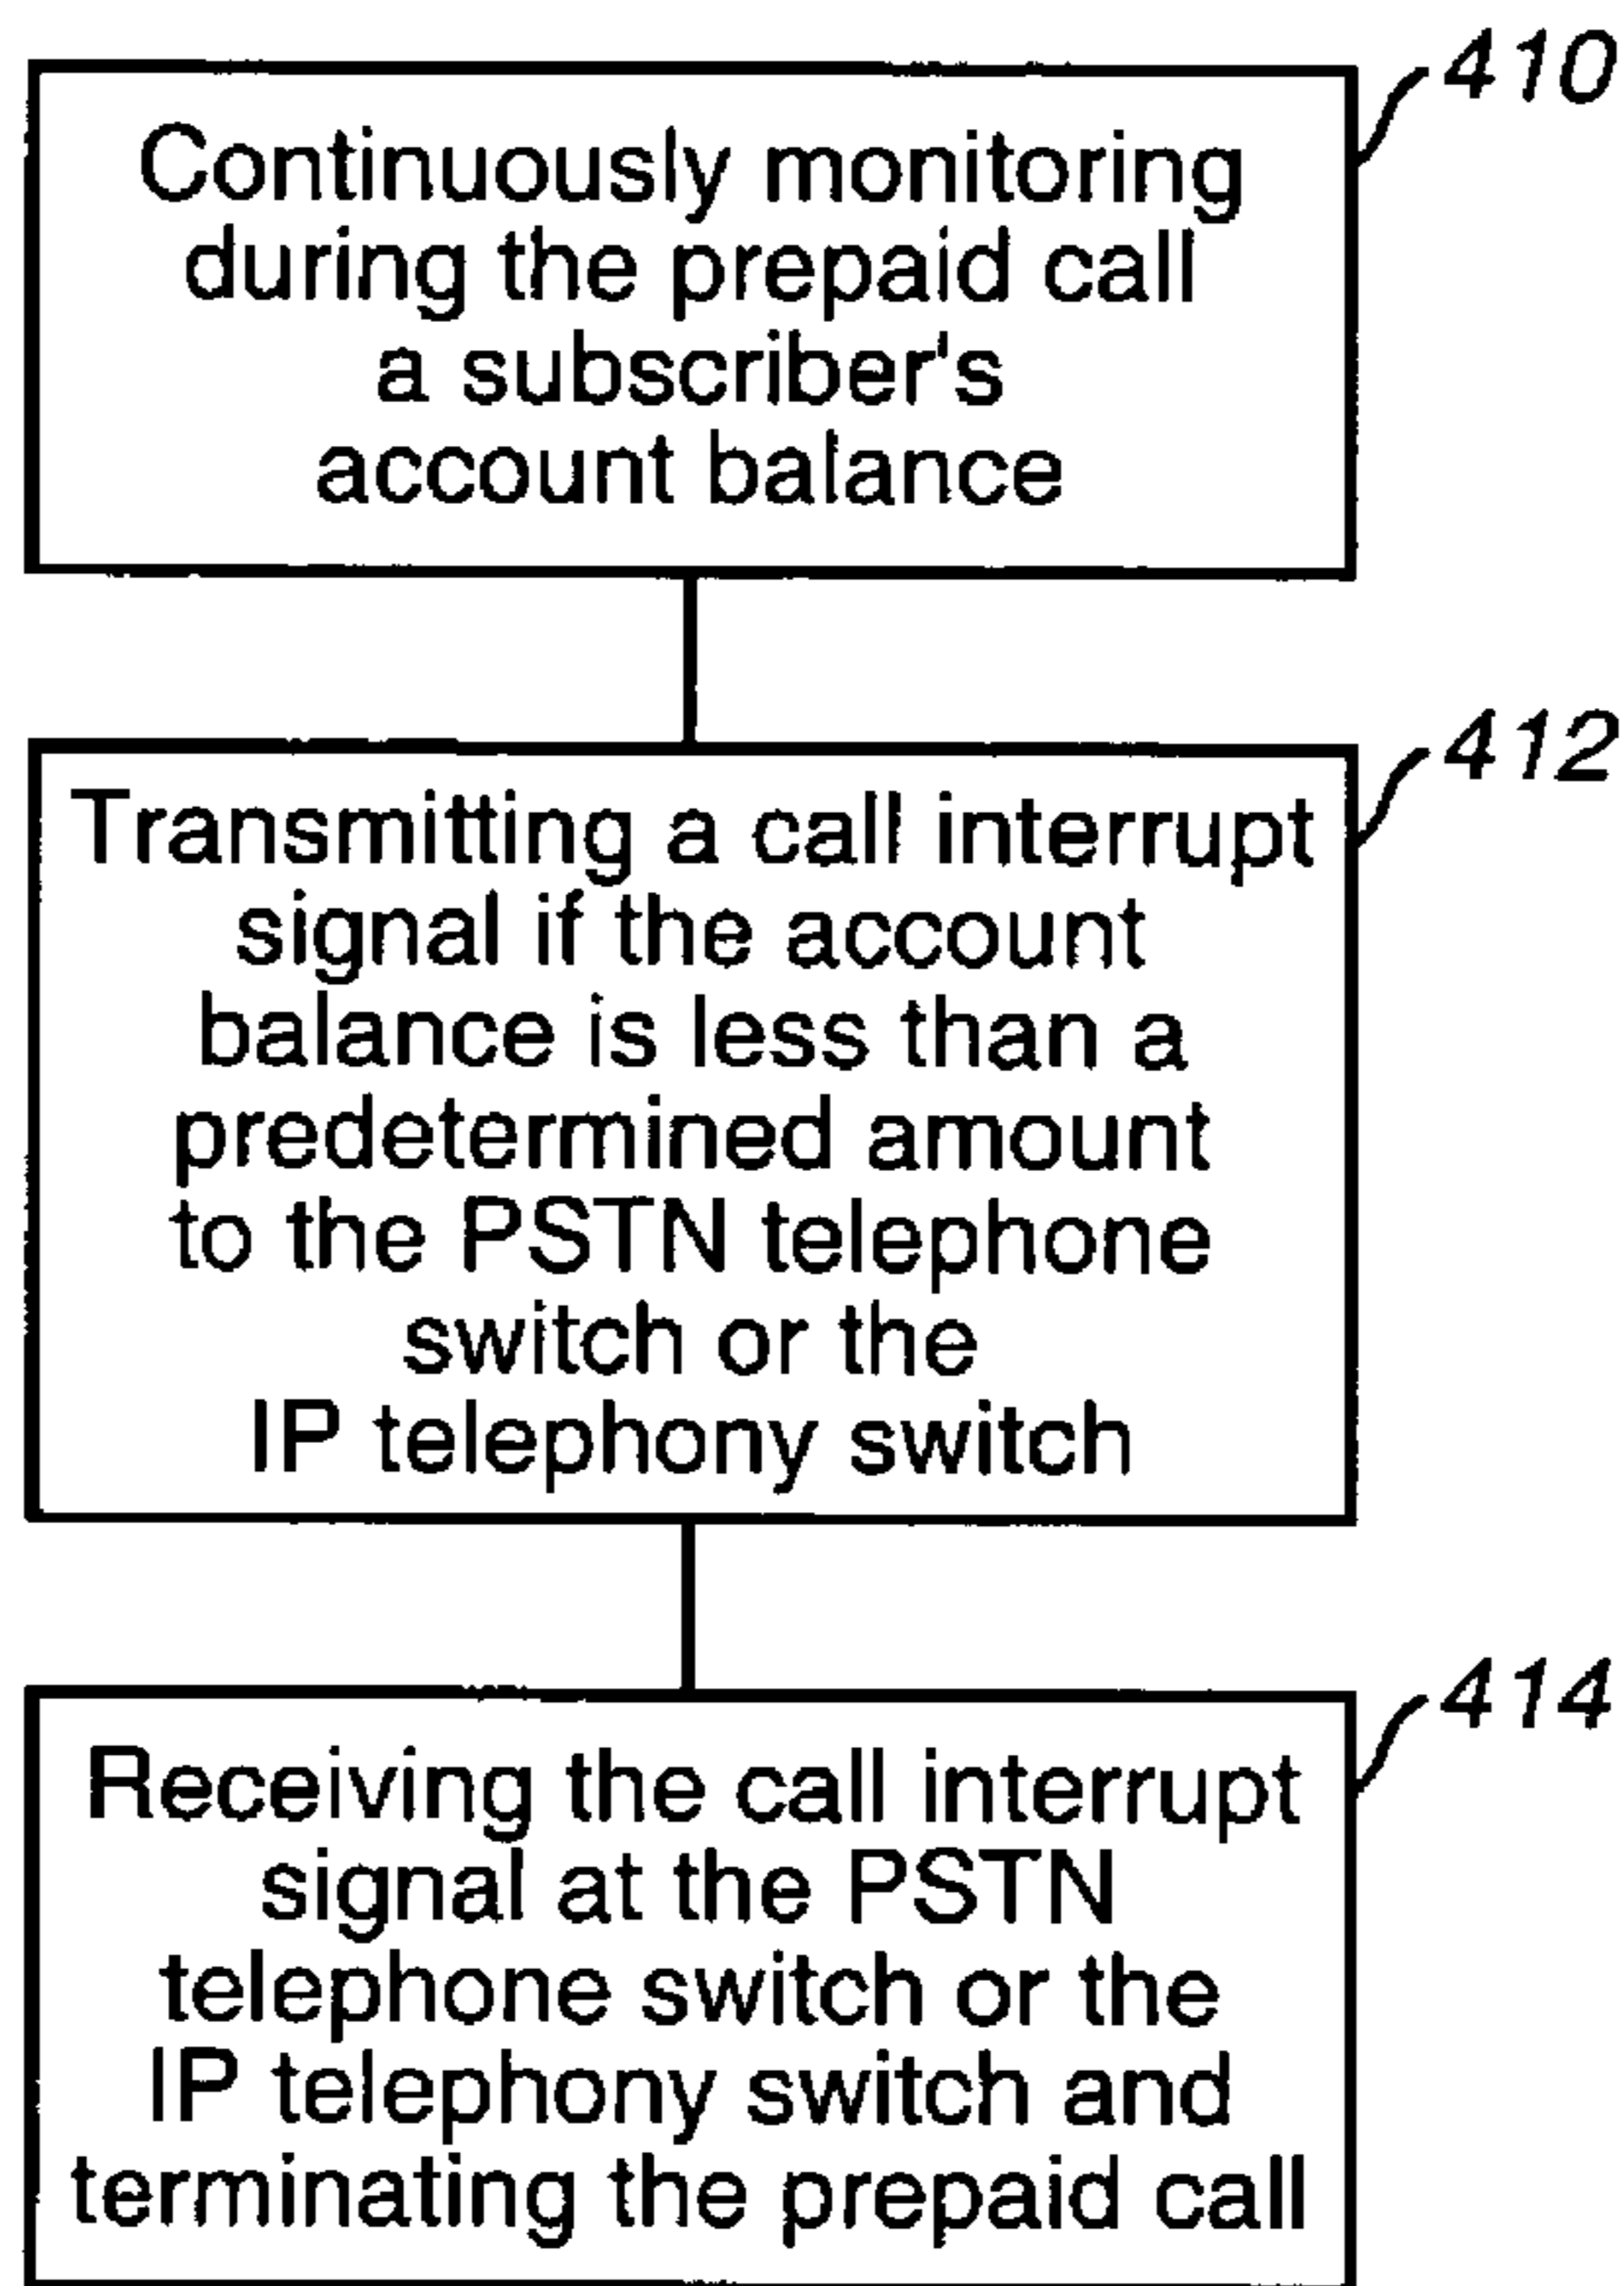 410
Continuously monitoring
during the prepaid call
a subscriber's
account balance
412
Transmitting a call interrupt
signal if the account
balance is less than a
predetermined amount
to the PSTN telephone
switch or the
IP telephony switch
414
Receiving the call interrupt
signal at the PSTN
telephone switch or the
IP telephony switch and
terminating the prepaid call